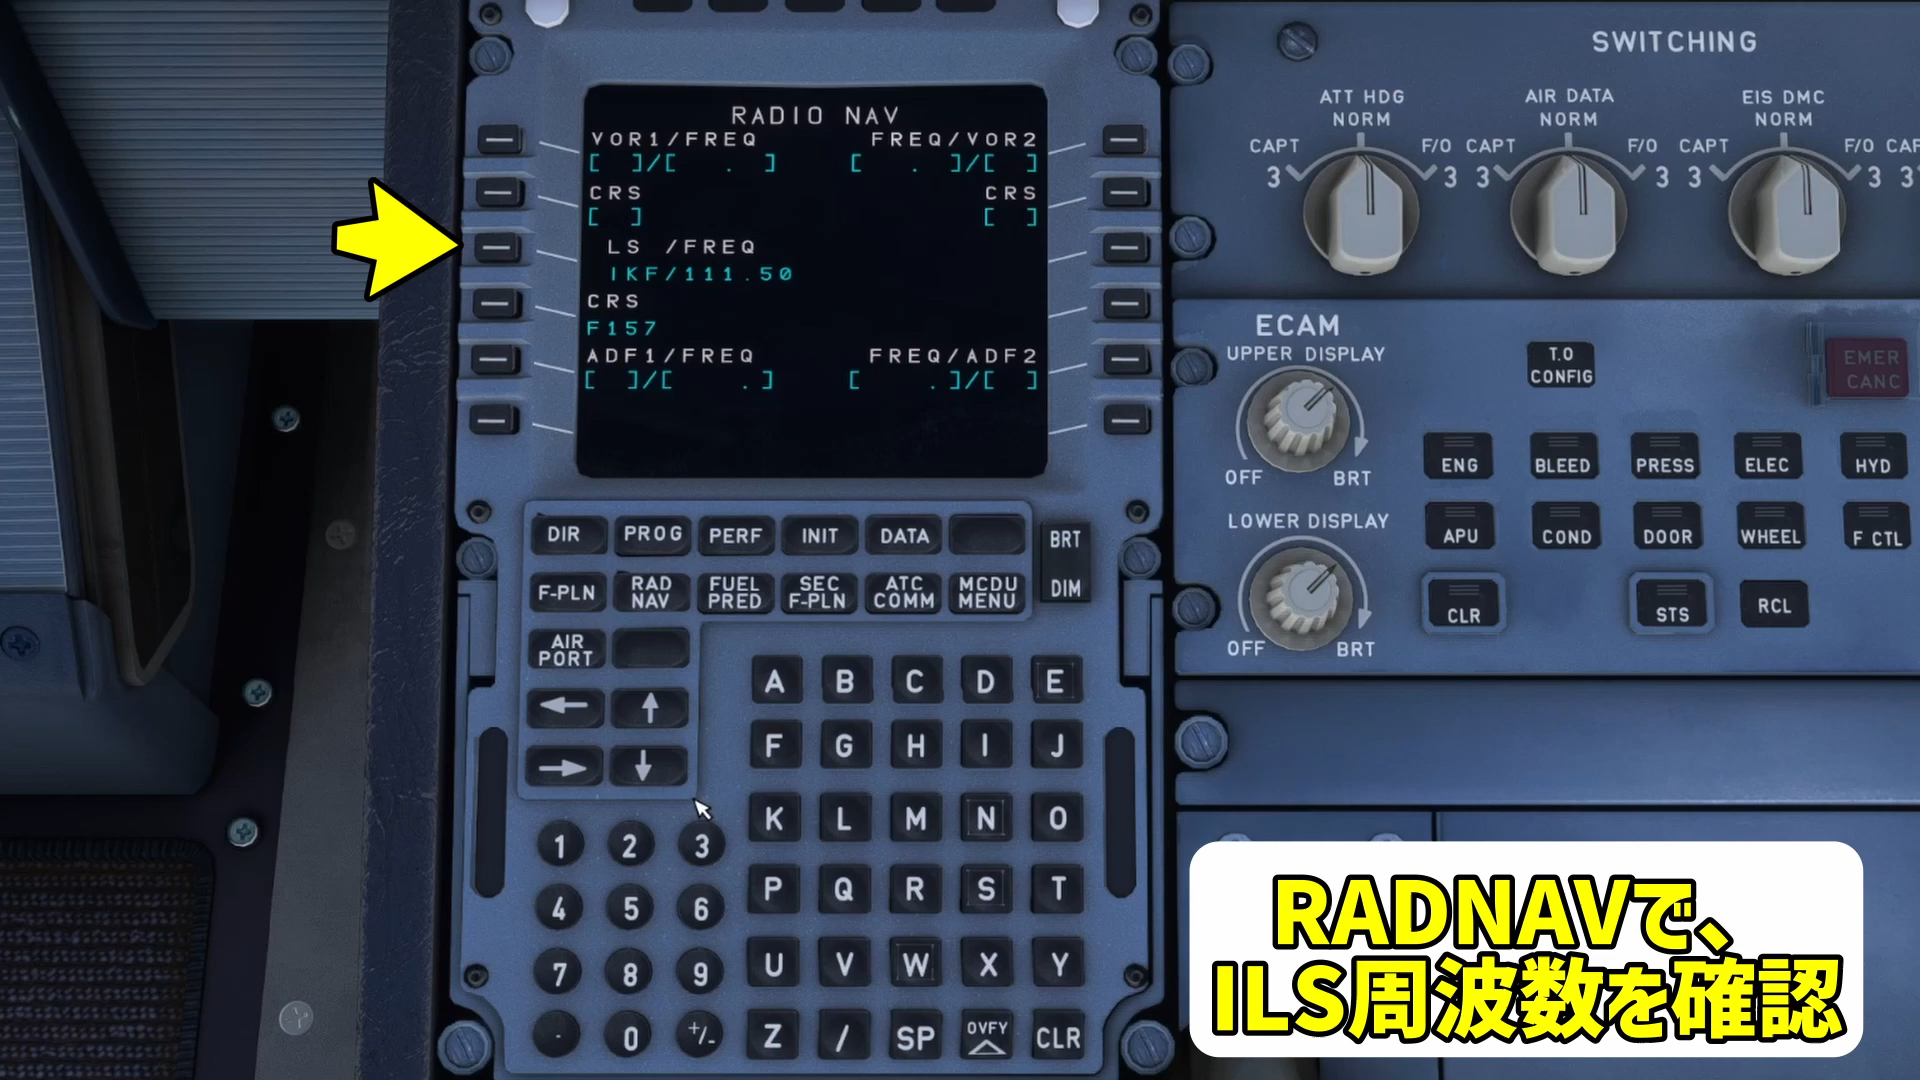 RADIO NAV
VOR1/FREQ FREQ/VOR2
[ ]/[ . ] [ . ]/[ ]
CRS CRS
[ ] [ ]
LS /FREQ
IKF/111.50
CRS
F157
ADF1/FREQ FREQ/ADF2
[ ]/[ .] [ .]/[ ]
DIR PROG PERF INIT DATA
BRT
DIM
F-PLN RAD NAV FUEL PRED SEC F-PLN ATC COMM MCDU MENU
AIR PORT
← ↑
→ ↓
A B C D E
F G H I J
K L M N O
P Q R S T
U V W X Y
Z / SP OVFY CLR
1 2 3
4 5 6
7 8 9
. 0 +/-
SWITCHING
ATT HDG AIR DATA EIS DMC
NORM NORM NORM
CAPT F/O CAPT F/O CAPT F/O CAP
3 3 3 3 3 3 3
ECAM
UPPER DISPLAY
OFF BRT
LOWER DISPLAY
OFF BRT
T.O
CONFIG
EMER
CANC
ENG BLEED PRESS ELEC HYD
APU COND DOOR WHEEL F CTL
CLR STS RCL
RADNAVで、
ILS周波数を確認